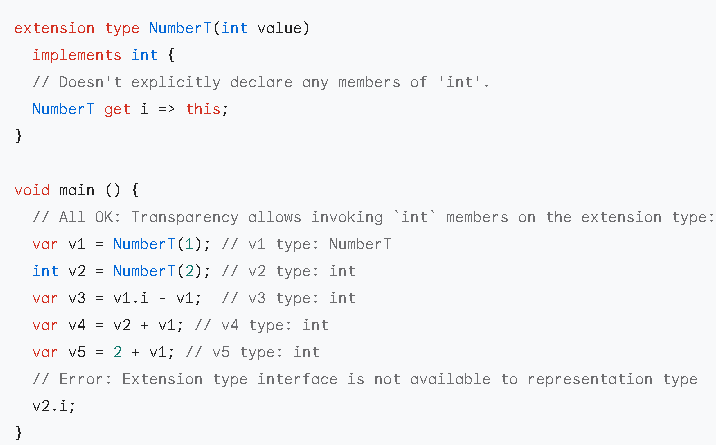 extension type NumberT(int value)
implements int {
// Doesn't explicitly declare any members of 'int'.
NumberT get i => this;
}
void main () {
// All OK: Transparency allows invoking `int` members on the extension type:
var v1 = NumberT(1); // v1 type: NumberT
int v2 = NumberT(2); // v2 type: int
var v3 = v1.i - v1;  // v3 type: int
var v4 = v2 + v1; // v4 type: int
var v5 = 2 + v1; // v5 type: int
// Error: Extension type interface is not available to representation type
v2.i;
}